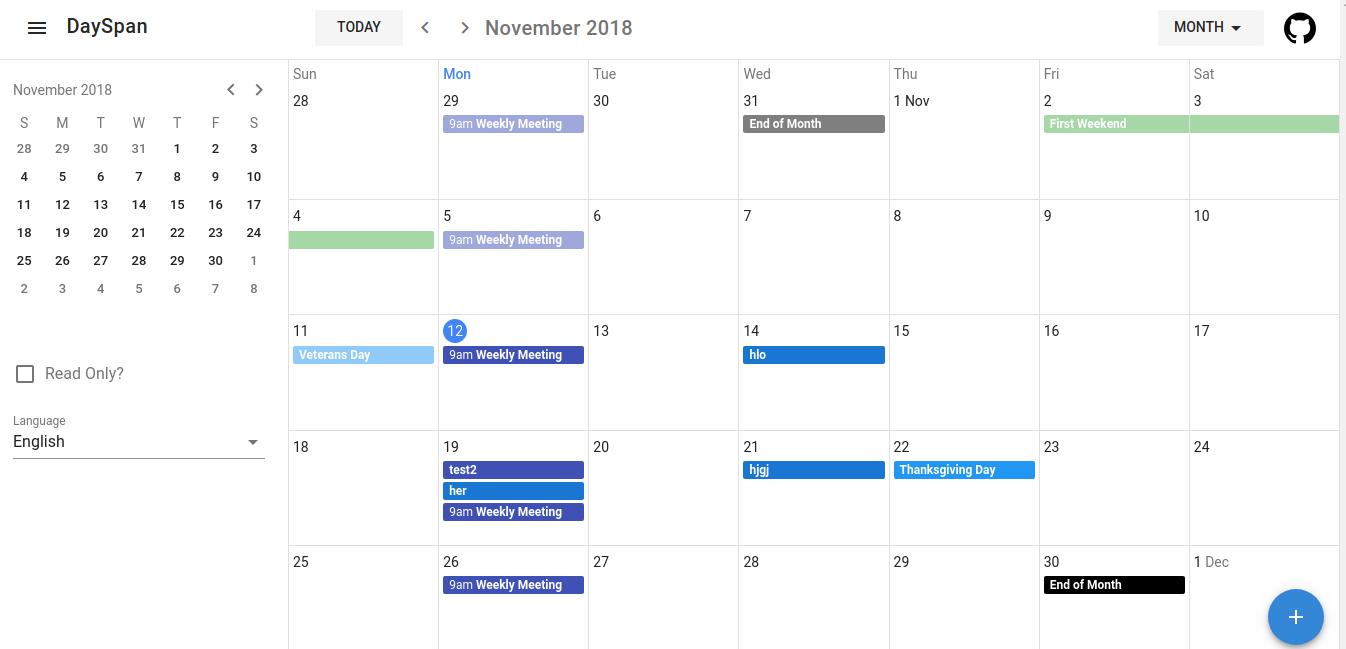 DaySpan
TODAY
November 2018
MONTH
November 2018
S M T W T F S
28 29 30 31 1 2 3
4 5 6 7 8 9 10
11 12 13 14 15 16 17
18 19 20 21 22 23 24
25 26 27 28 29 30 1
2 3 4 5 6 7 8
Read Only?
Language
English
Sun Mon Tue Wed Thu Fri Sat
28 29 30 31 1 Nov 2 3
9am Weekly Meeting End of Month First Weekend
4 5 6 7 8 9 10
9am Weekly Meeting
11 12 13 14 15 16 17
Veterans Day 9am Weekly Meeting hlo
18 19 20 21 22 23 24
test2 hjgj Thanksgiving Day
her
9am Weekly Meeting
25 26 27 28 29 30 1 Dec
9am Weekly Meeting End of Month